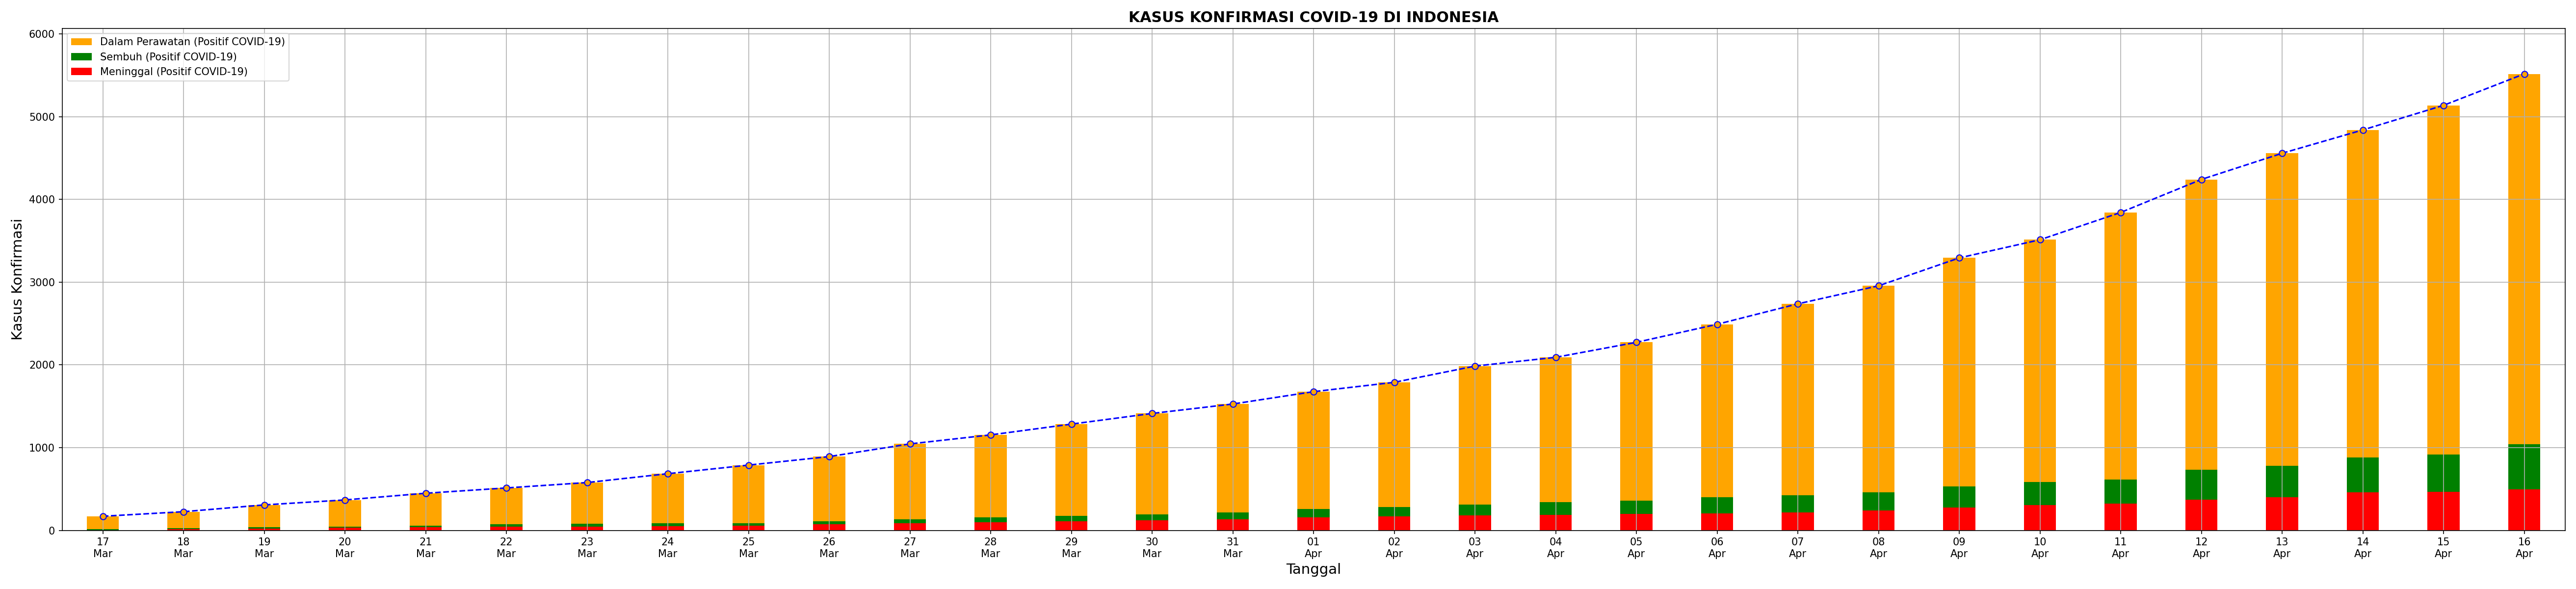 KASUS KONFIRMASI COVID-19 DI INDONESIA
Dalam Perawatan (Positif COVID-19)
Sembuh (Positif COVID-19)
Meninggal (Positif COVID-19)
Kasus Konfirmasi
6000
5000
4000
3000
2000
1000
0
17 18 19 20 21 22 23 24 25 26 27 28 29 30 31 01 02 03 04 05 06 07 08 09 10 11 12 13 14 15 16
Mar Mar Mar Mar Mar Mar Mar Mar Mar Mar Mar Mar Mar Mar Mar Apr Apr Apr Apr Apr Apr Apr Apr Apr Apr Apr Apr Apr Apr Apr Apr
Tanggal